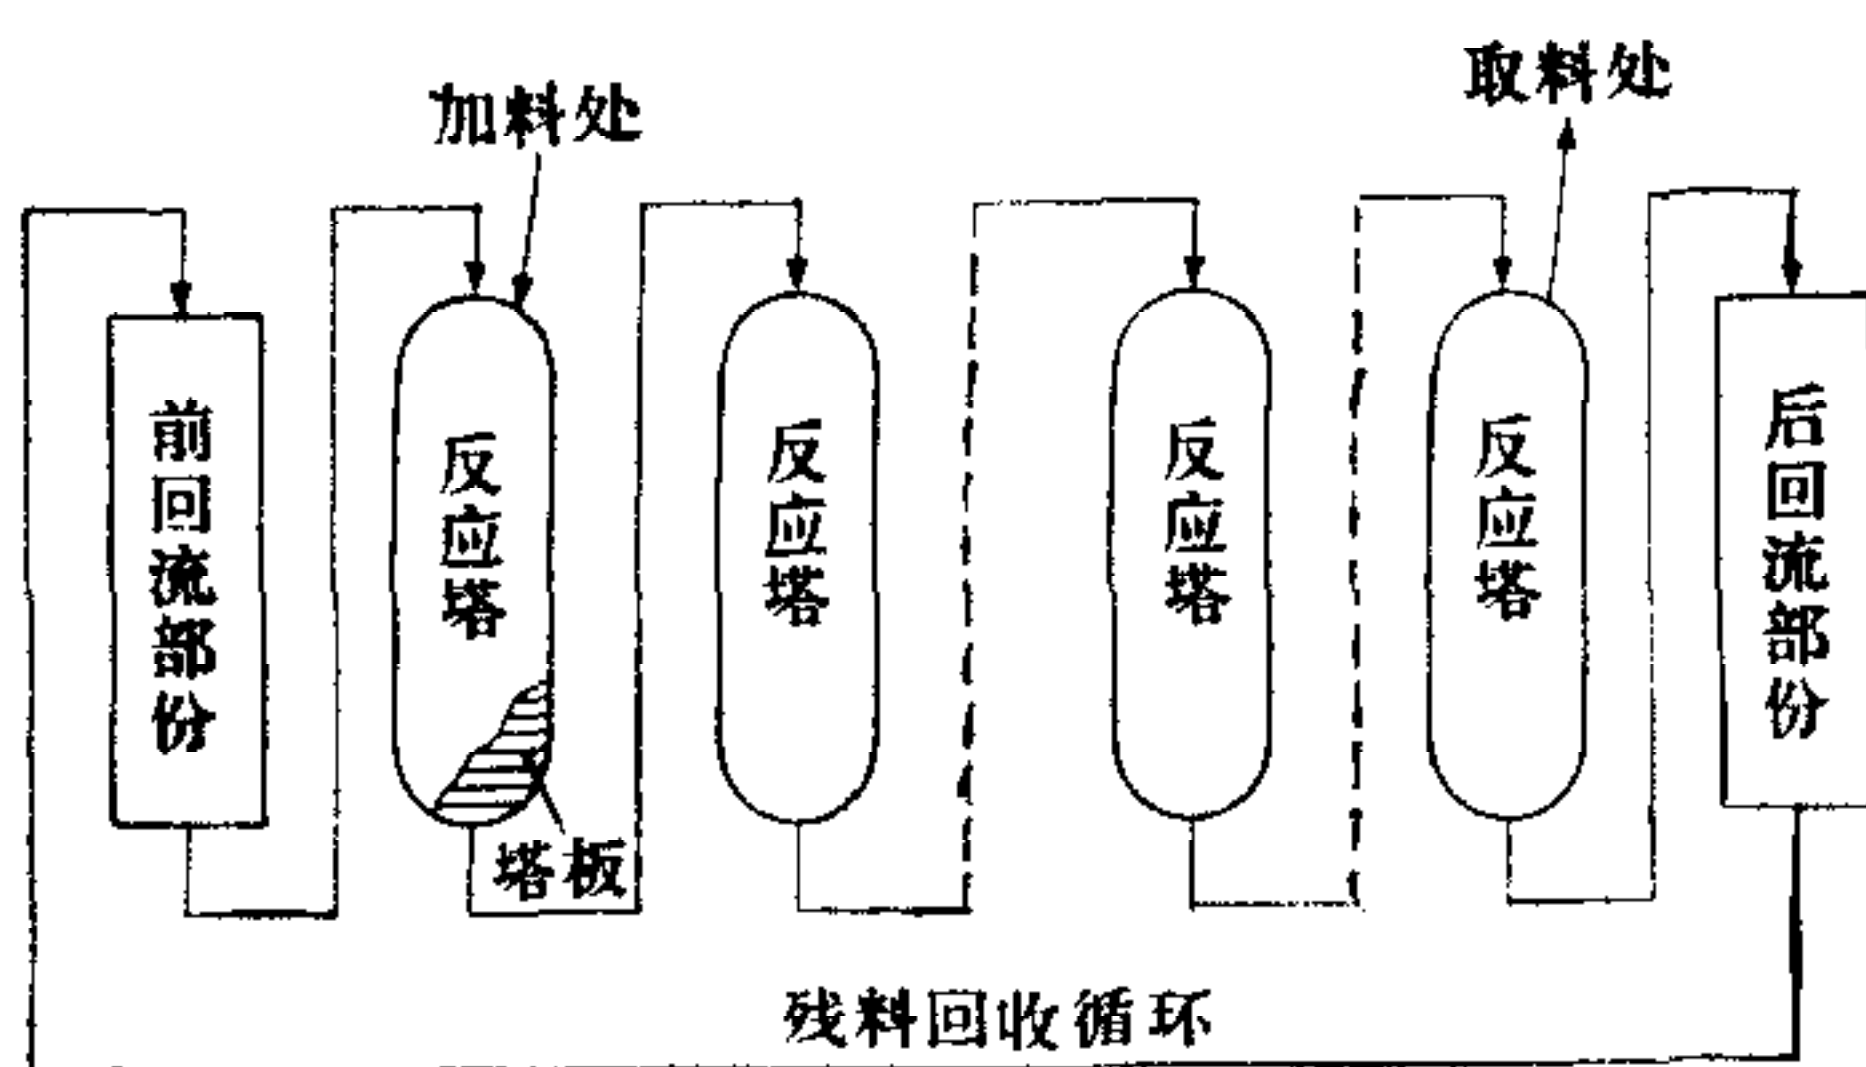 加料处
取料处
前回流部份
反应塔
反应塔
反应塔
反应塔
后回流部份
塔板
残料回收循环